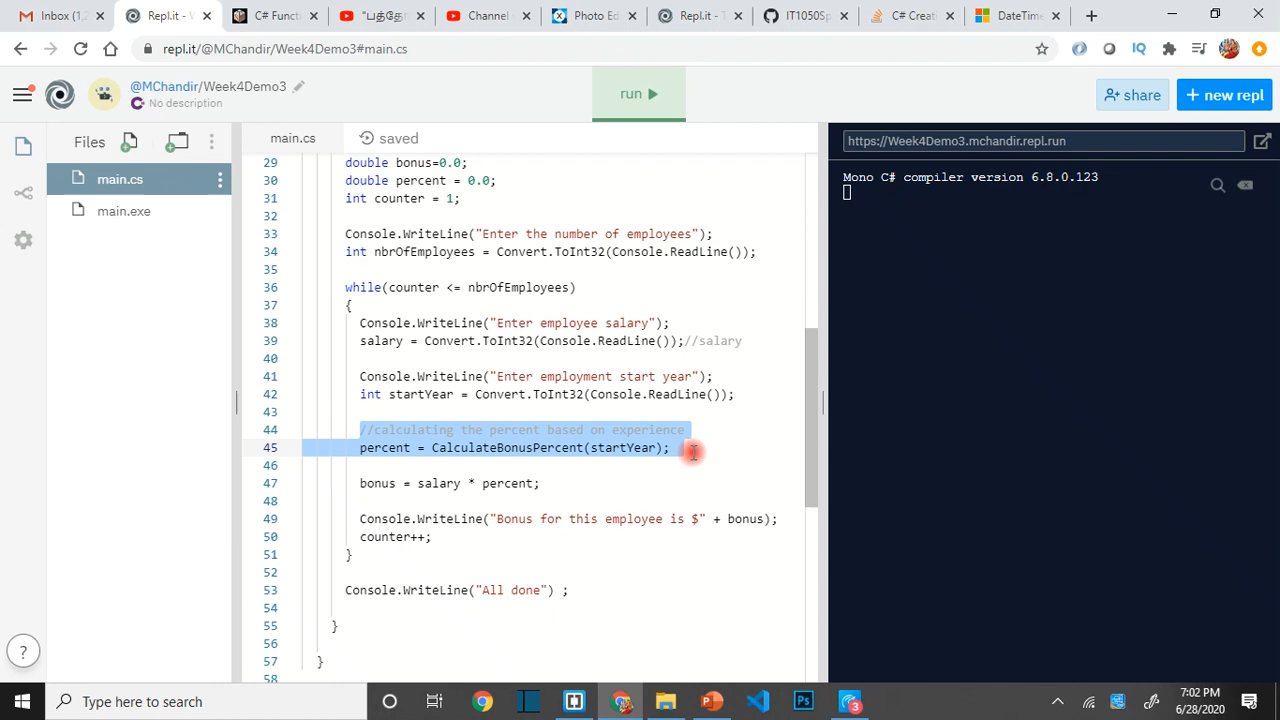 Inbox (1,
Repl.it - W
C# Funct
"பத்
Channel
Photo Ed
Repl.it - T
IT1050Sp
C# Creat
DateTime
repl.it/@MChandir/Week4Demo3#main.cs
IQ
@MChandir/Week4Demo3
No description
run
share
+ new repl
Files
main.cs
saved
https://Week4Demo3.mchandir.repl.run
main.cs
main.exe
Mono C# compiler version 6.8.0.123
29 double bonus=0.0;
30 double percent = 0.0;
31 int counter = 1;
32
33 Console.WriteLine("Enter the number of employees");
34 int nbrOfEmployees = Convert.ToInt32(Console.ReadLine());
35
36 while(counter <= nbrOfEmployees)
37 {
38 Console.WriteLine("Enter employee salary");
39 salary = Convert.ToInt32(Console.ReadLine());//salary
40
41 Console.WriteLine("Enter employment start year");
42 int startYear = Convert.ToInt32(Console.ReadLine());
43
44 //calculating the percent based on experience
45 percent = CalculateBonusPercent(startYear);
46
47 bonus = salary * percent;
48
49 Console.WriteLine("Bonus for this employee is $" + bonus);
50 counter++;
51 }
52
53 Console.WriteLine("All done") ;
54
55 }
56
57 }
58
?
Type here to search
Ps
3
7:02 PM
6/28/2020